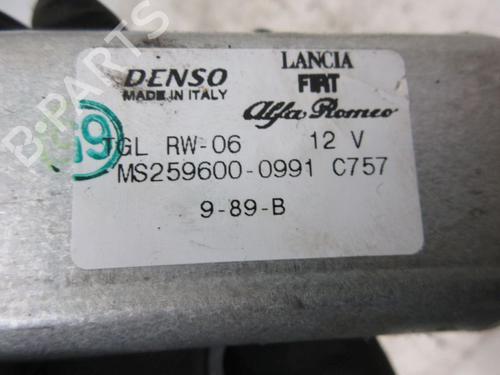 DENSO
MADE IN ITALY
LANCIA
FIAT
Alfa Romeo
TGL RW-06 12 V
MS259600-0991 C757
9-89-B
B-PARTS